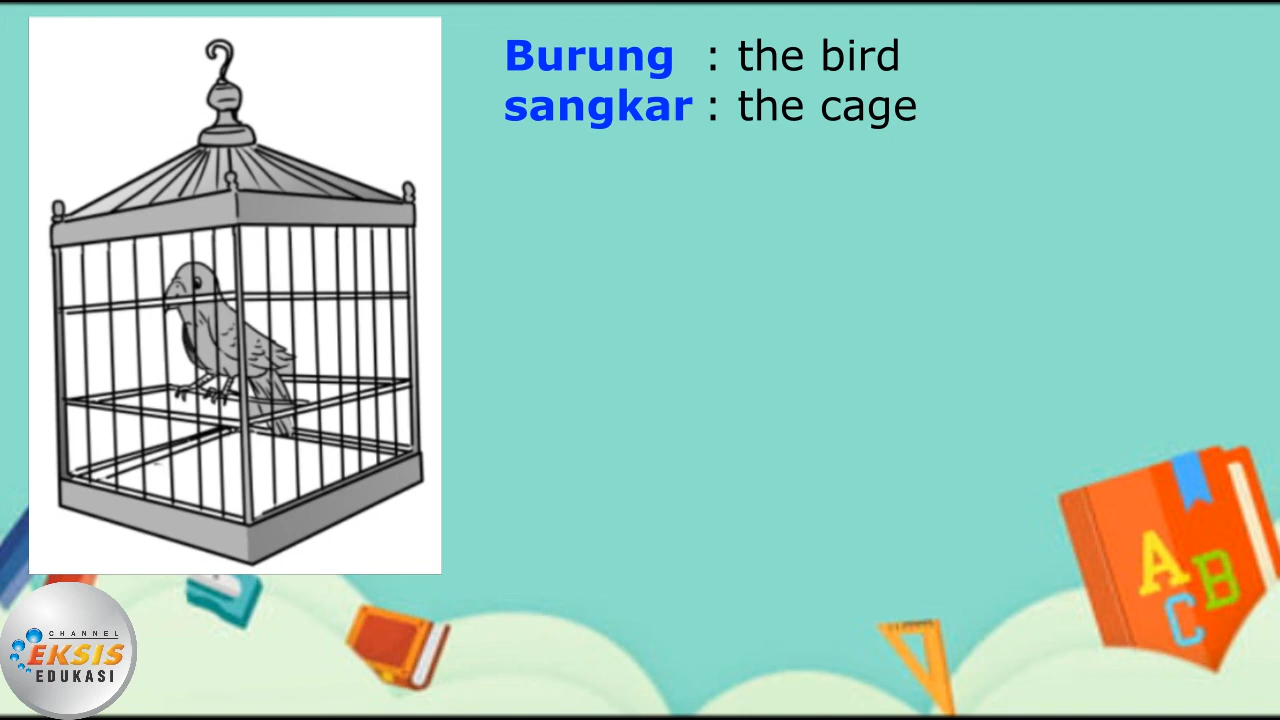 Burung : the bird
sangkar : the cage
A
B
C
CHANNEL
EKSIS
EDUKASI